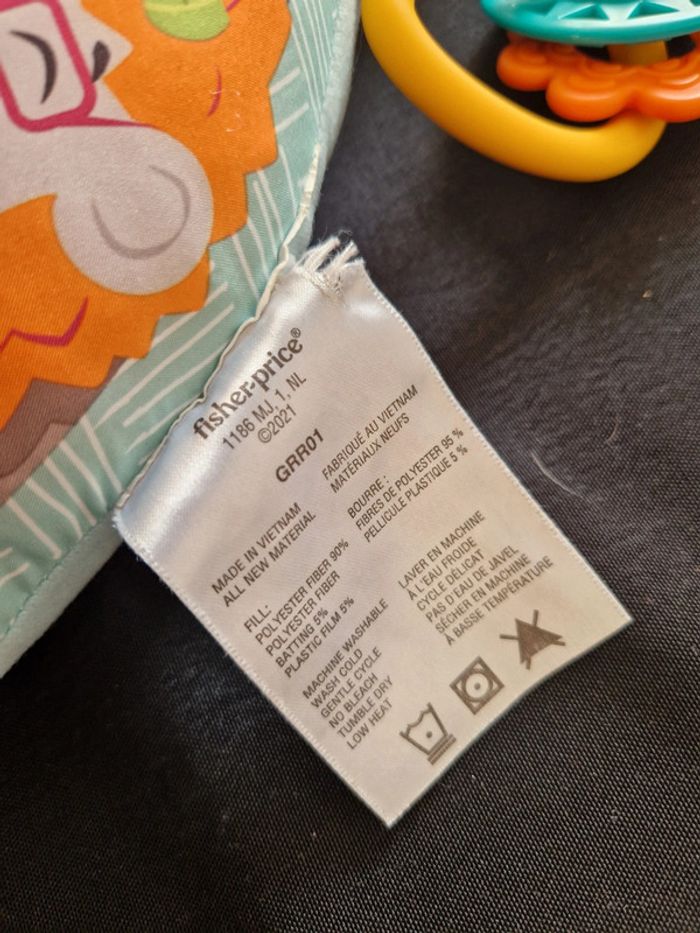 fisher-price®
1186 MJ, 1, NL
©2021
GRR01
MADE IN VIETNAM
ALL NEW MATERIAL
FILL:
POLYESTER FIBER 90%
POLYESTER FIBER
BATTING 5%
PLASTIC FILM 5%
MACHINE WASHABLE
WASH COLD
GENTLE CYCLE
NO BLEACH
TUMBLE DRY
LOW HEAT
FABRIQUÉ AU VIETNAM
MATÉRIAUX NEUFS
BOURRE :
FIBRES DE POLYESTER 95 %
PELLICULE PLASTIQUE 5 %
LAVER EN MACHINE
À L'EAU FROIDE
CYCLE DÉLICAT
PAS D'EAU DE JAVEL
SÉCHER EN MACHINE
À BASSE TEMPÉRATURE